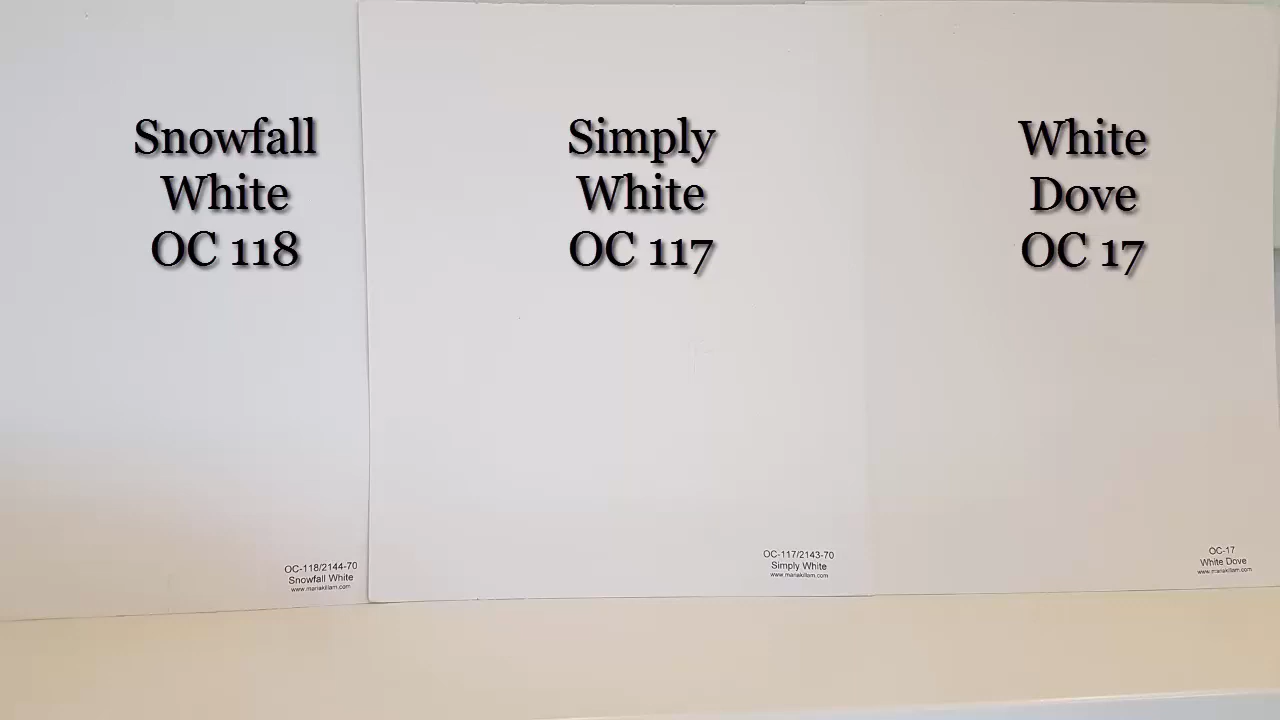 Snowfall
White
OC 118
Simply
White
OC 117
White
Dove
OC 17
OC-118/2144-70
Snowfall White
www.mariakillam.com
OC-117/2143-70
Simply White
www.mariakillam.com
OC-17
White Dove
www.mariakillam.com